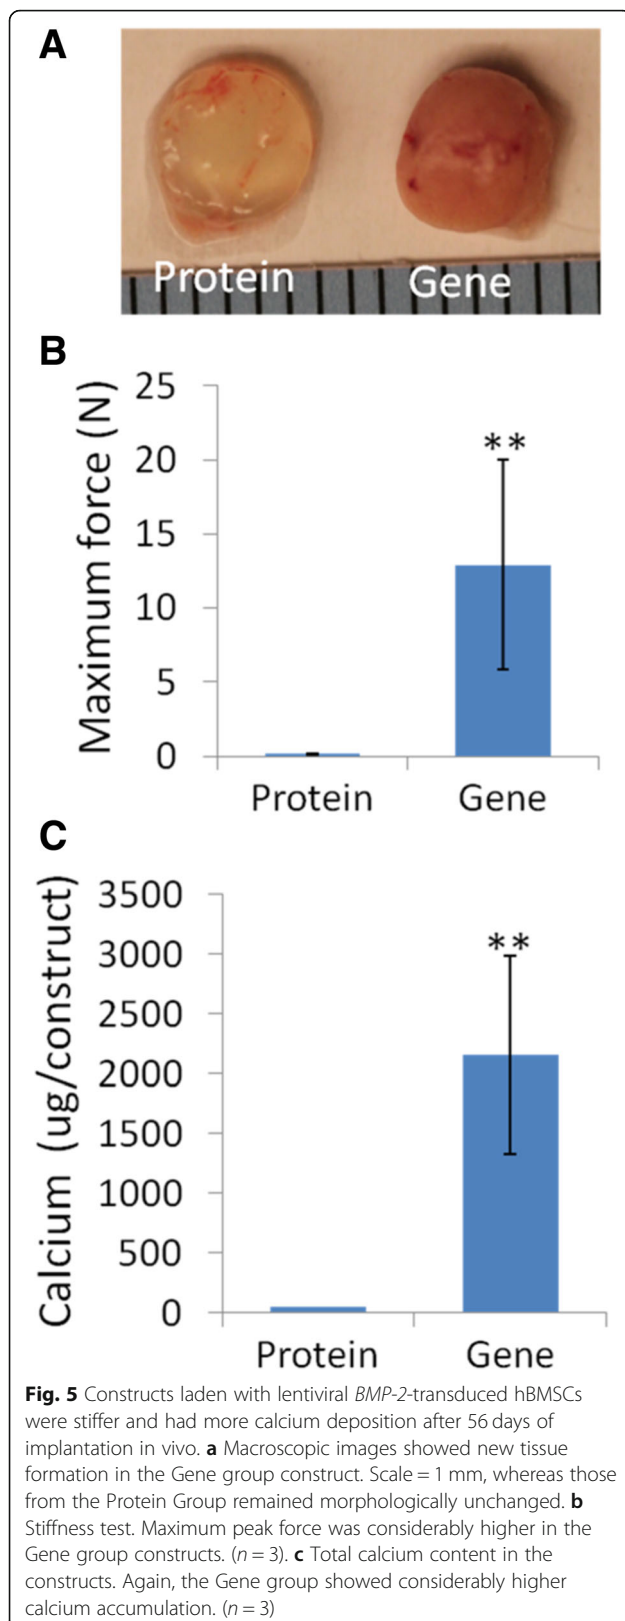 A
Protein
Gene
B
Maximum force (N)
25
20
15
10
5
0
**
Protein
Gene
C
Calcium (ug/construct)
3500
3000
2500
2000
1500
1000
500
0
**
Protein
Gene
Fig. 5 Constructs laden with lentiviral BMP-2-transduced hBMSCs
were stiffer and had more calcium deposition after 56 days of
implantation in vivo. a Macroscopic images showed new tissue
formation in the Gene group construct. Scale = 1 mm, whereas those
from the Protein Group remained morphologically unchanged. b
Stiffness test. Maximum peak force was considerably higher in the
Gene group constructs. (n = 3). c Total calcium content in the
constructs. Again, the Gene group showed considerably higher
calcium accumulation. (n = 3)